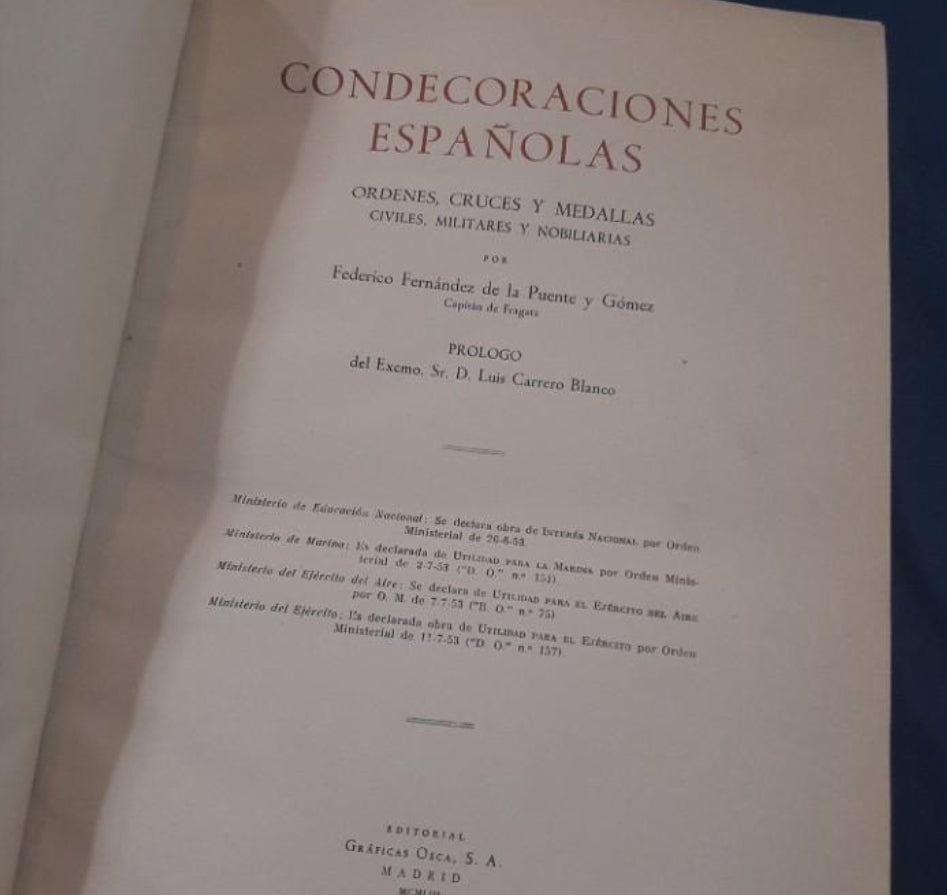 CONDECORACIONES
ESPAÑOLAS
ORDENES, CRUCES Y MEDALLAS
CIVILES, MILITARES Y NOBILIARIAS
POR
Federico Fernández de la Puente y Gómez
Capitán de Fragata
PROLOGO
del Excmo. Sr. D. Luis Carrero Blanco
Ministerio de Educación Nacional: Se declara obra de INTERÉS NACIONAL por Orden
Ministerial de 26-6-53.
Ministerio de Marina: Es declarada de UTILIDAD PARA LA MARINA por Orden Minis-
terial de 2-7-53 ("D. O." n.º 151).
Ministerio del Ejército del Aire: Se declara de UTILIDAD PARA EL EJÉRCITO DEL AIRE
por O. M. de 7-7-53 ("B. O." n.º 75)
Ministerio del Ejército: Es declarada obra de UTILIDAD PARA EL EJÉRCITO por Orden
Ministerial de 11-7-53 ("D. O." n.º 157).
EDITORIAL
GRÁFICAS OSCA, S. A.
MADRID